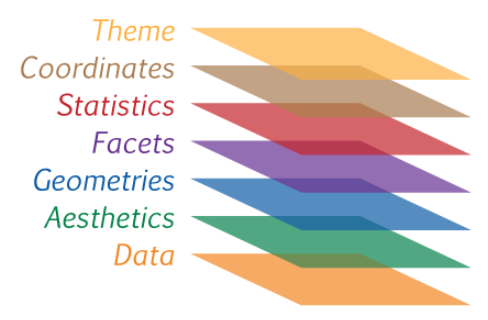 Theme
Coordinates
Statistics
Facets
Geometries
Aesthetics
Data